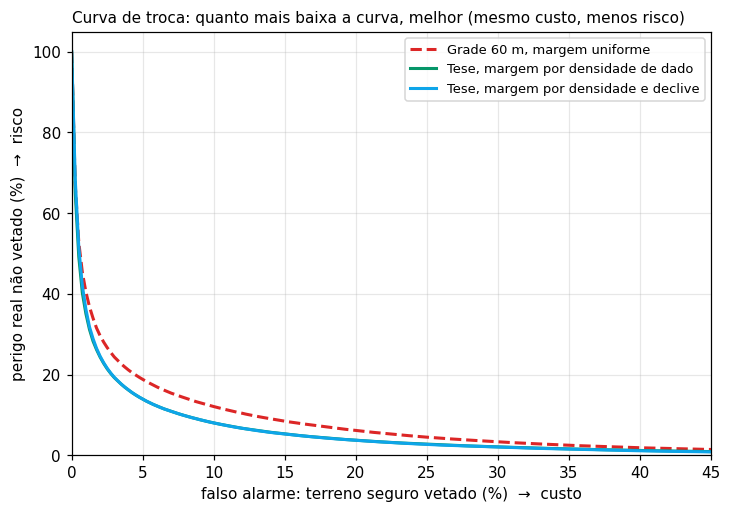 Curva de troca: quanto mais baixa a curva, melhor (mesmo custo, menos risco)
Grade 60 m, margem uniforme
Tese, margem por densidade de dado
Tese, margem por densidade e declive
perigo real não vetado (%) → risco
100
80
60
40
20
0
0 5 10 15 20 25 30 35 40 45
falso alarme: terreno seguro vetado (%) → custo